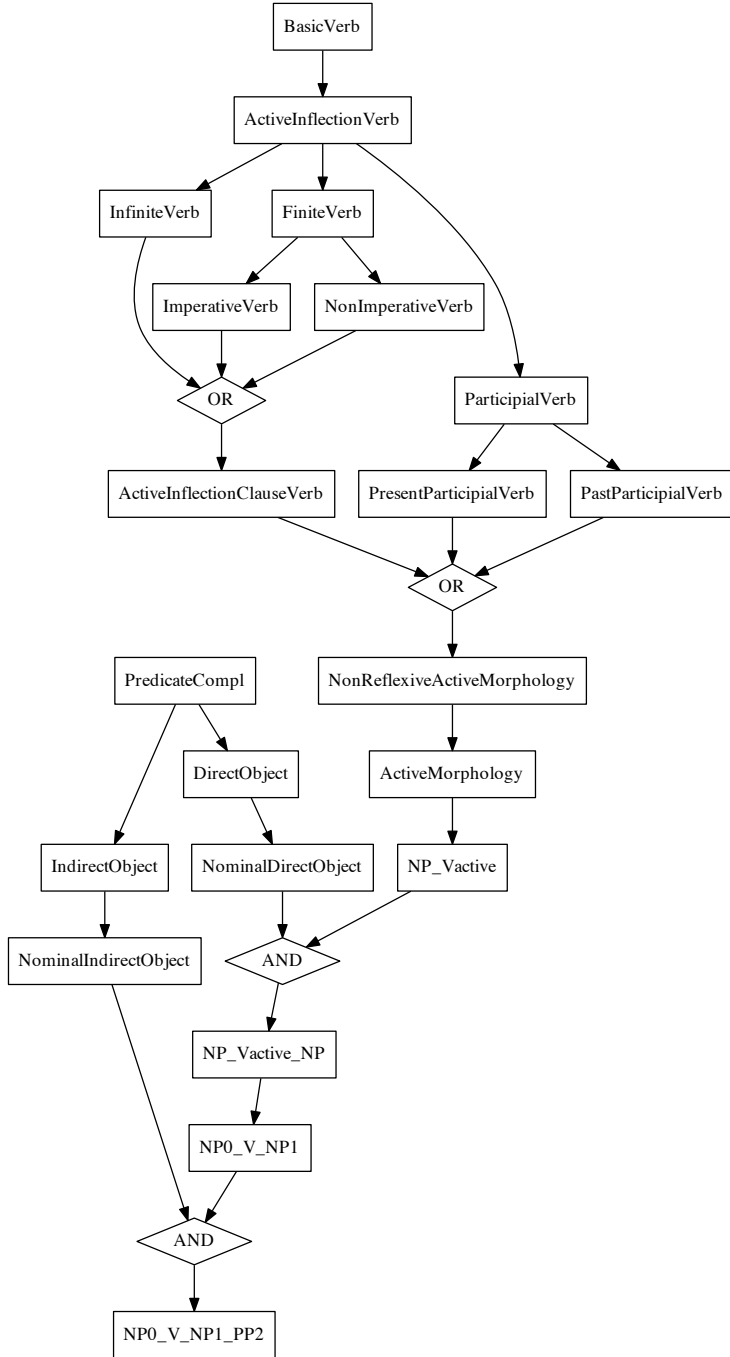 BasicVerb
ActiveInflectionVerb
InfiniteVerb
FiniteVerb
ImperativeVerb
NonImperativeVerb
OR
ParticipialVerb
ActiveInflectionClauseVerb
PresentParticipialVerb
PastParticipialVerb
OR
PredicateCompl
NonReflexiveActiveMorphology
DirectObject
ActiveMorphology
IndirectObject
NominalDirectObject
NP_Vactive
NominalIndirectObject
AND
NP_Vactive_NP
NP0_V_NP1
AND
NP0_V_NP1_PP2